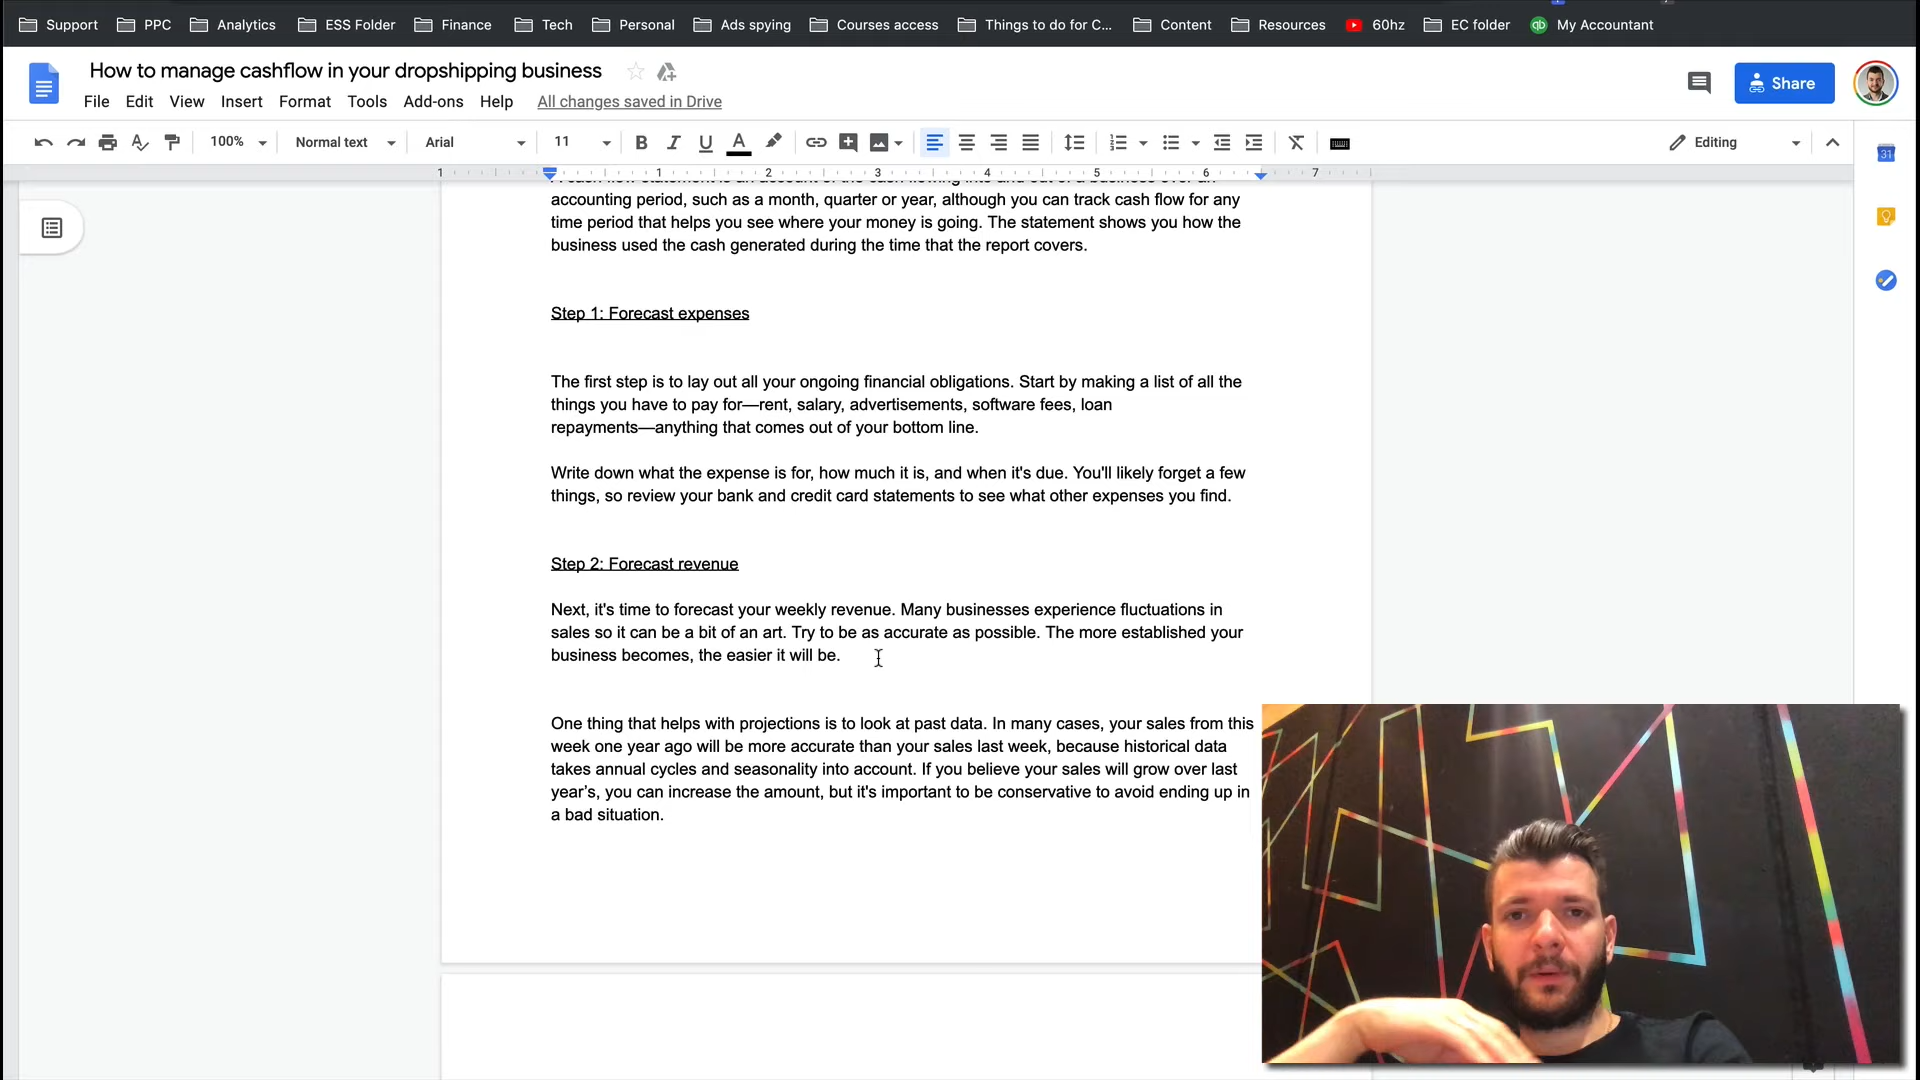 Support PPC Analytics ESS Folder Finance Tech Personal Ads spying Courses access Things to do for C... Content Resources 60hz EC folder My Accountant
How to manage cashflow in your dropshipping business
Share
File Edit View Insert Format Tools Add-ons Help All changes saved in Drive
100% Normal text Arial 11 B I U A Editing
1 1 2 3 4 5 6 7
31
accounting period, such as a month, quarter or year, although you can track cash flow for any
time period that helps you see where your money is going. The statement shows you how the
business used the cash generated during the time that the report covers.
Step 1: Forecast expenses
The first step is to lay out all your ongoing financial obligations. Start by making a list of all the
things you have to pay for—rent, salary, advertisements, software fees, loan
repayments—anything that comes out of your bottom line.
Write down what the expense is for, how much it is, and when it's due. You'll likely forget a few
things, so review your bank and credit card statements to see what other expenses you find.
Step 2: Forecast revenue
Next, it's time to forecast your weekly revenue. Many businesses experience fluctuations in
sales so it can be a bit of an art. Try to be as accurate as possible. The more established your
business becomes, the easier it will be.
One thing that helps with projections is to look at past data. In many cases, your sales from this
week one year ago will be more accurate than your sales last week, because historical data
takes annual cycles and seasonality into account. If you believe your sales will grow over last
year’s, you can increase the amount, but it's important to be conservative to avoid ending up in
a bad situation.